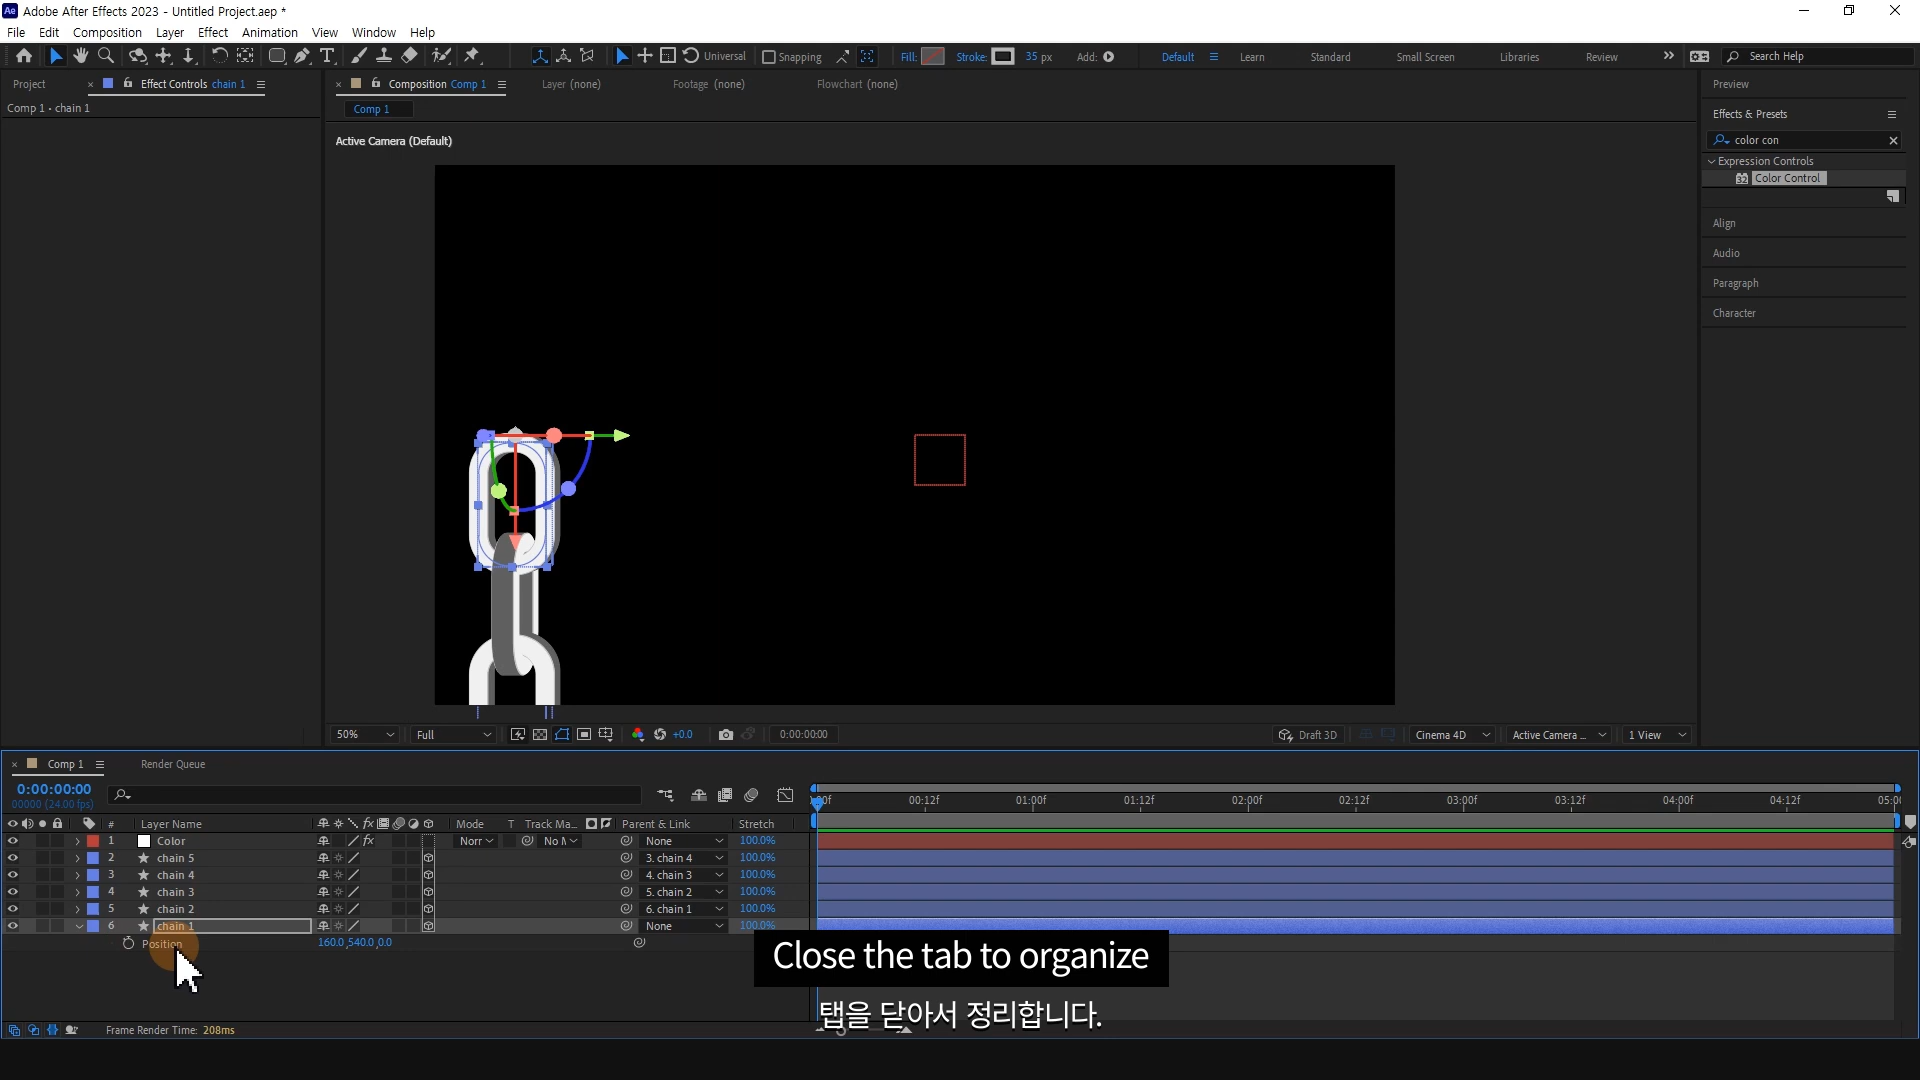 Adobe After Effects 2023 - Untitled Project.aep *
File Edit Composition Layer Effect Animation View Window Help
Universal Snapping Fill: Stroke: 35 px Add: Default Learn Standard Small Screen Libraries Review Search Help
Project Effect Controls chain 1 Composition Comp 1 Layer (none) Footage (none) Flowchart (none) Preview
Comp 1 • chain 1 Comp 1
Effects & Presets
Active Camera (Default)
color con
Expression Controls
Color Control
Align
Audio
Paragraph
Character
50% Full +0.0 0:00:00:00 Draft 3D Cinema 4D Active Camera ... 1 View
Comp 1 Render Queue
0:00:00:00
00000 (24.00 fps)
00f 00:12f 01:00f 01:12f 02:00f 02:12f 03:00f 03:12f 04:00f 04:12f 05:0
# Layer Name fx Mode T Track Ma... Parent & Link Stretch
1 Color fx Norr No M None 100.0%
2 chain 5 3. chain 4 100.0%
3 chain 4 4. chain 3 100.0%
4 chain 3 5. chain 2 100.0%
5 chain 2 6. chain 1 100.0%
6 chain 1 None 100.0%
Position 160.0,540.0,0.0
Close the tab to organize
탭을 닫아서 정리합니다.
Frame Render Time: 208ms